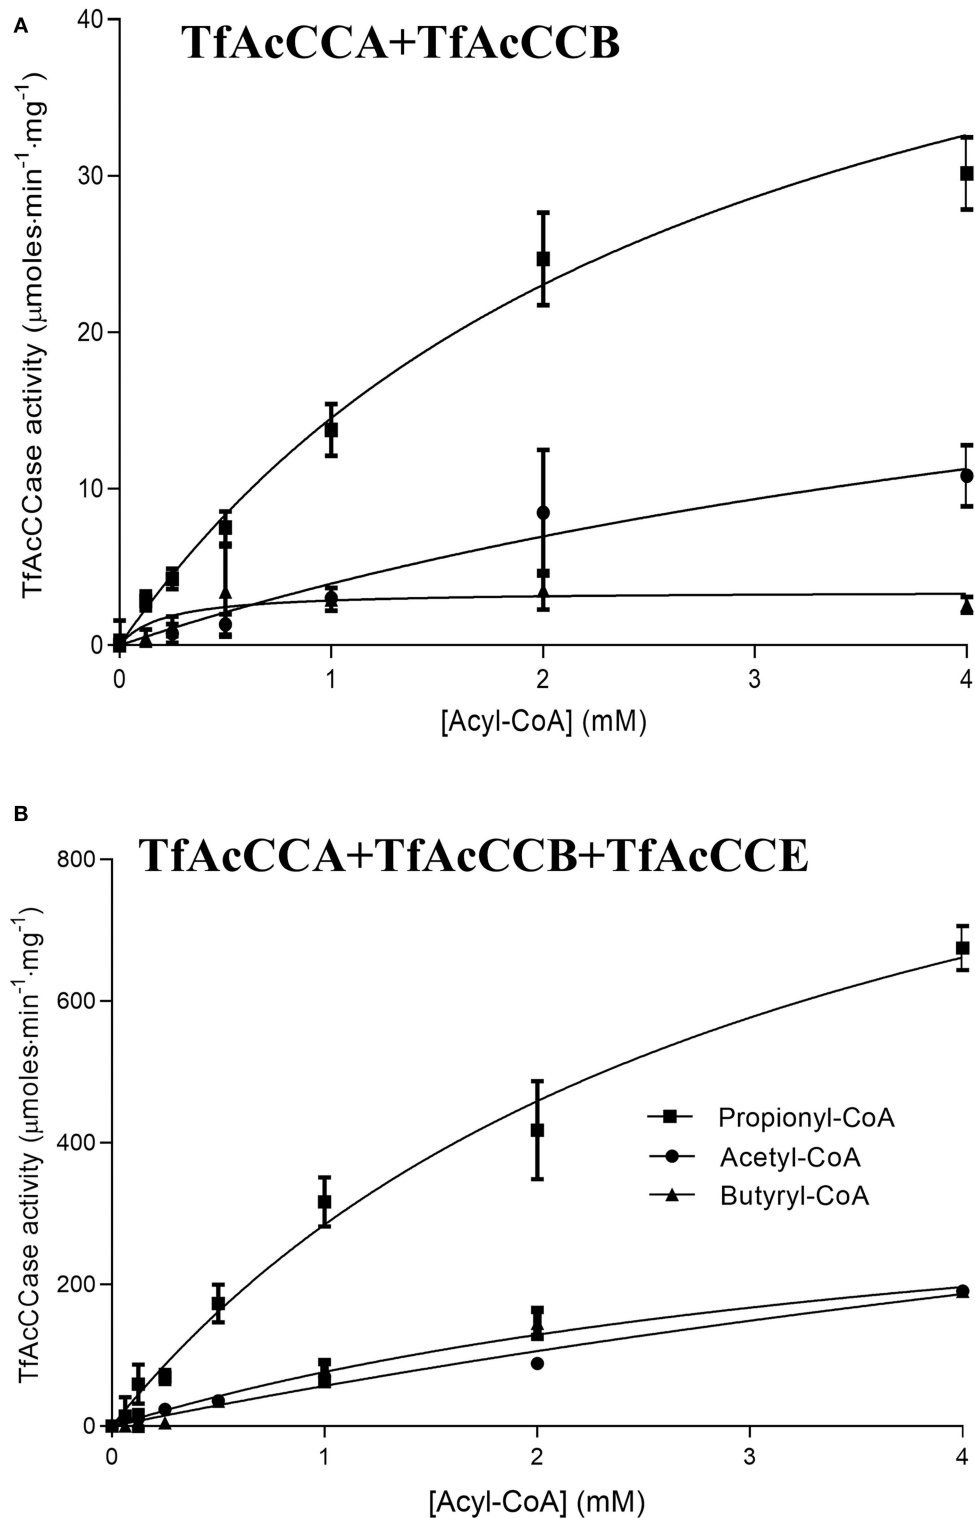 A
TfAcCCA+TfAcCCB
TfAcCCase activity (μmoles·min⁻¹·mg⁻¹)
40
30
20
10
0
0 1 2 3 4
[Acyl-CoA] (mM)
B
TfAcCCA+TfAcCCB+TfAcCCE
TfAcCCase activity (μmoles·min⁻¹·mg⁻¹)
800
600
400
200
0
Propionyl-CoA
Acetyl-CoA
Butyryl-CoA
0 1 2 3 4
[Acyl-CoA] (mM)